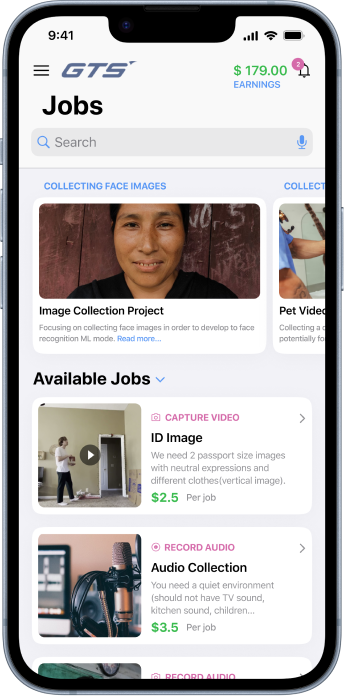 9:41
GTS
$ 179.00
2
EARNINGS
Jobs
Search
COLLECTING FACE IMAGES
COLLECT
NO. 5
Image Collection Project
Pet Video
Focusing on collecting face images in order to develop to face
recognition ML mode. Read more...
Collecting a d
potentially fo
Available Jobs
CAPTURE VIDEO
ID Image
We need 2 passport size images
with neutral expressions and
different clothes(vertical image).
$2.5 Per job
RECORD AUDIO
Audio Collection
You need a quiet environment
(should not have TV sound,
kitchen sound, children...
$3.5 Per job
RECORD AUDIO